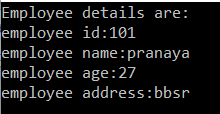 Employee details are:
employee id:101
employee name:pranaya
employee age:27
employee address:bbsr